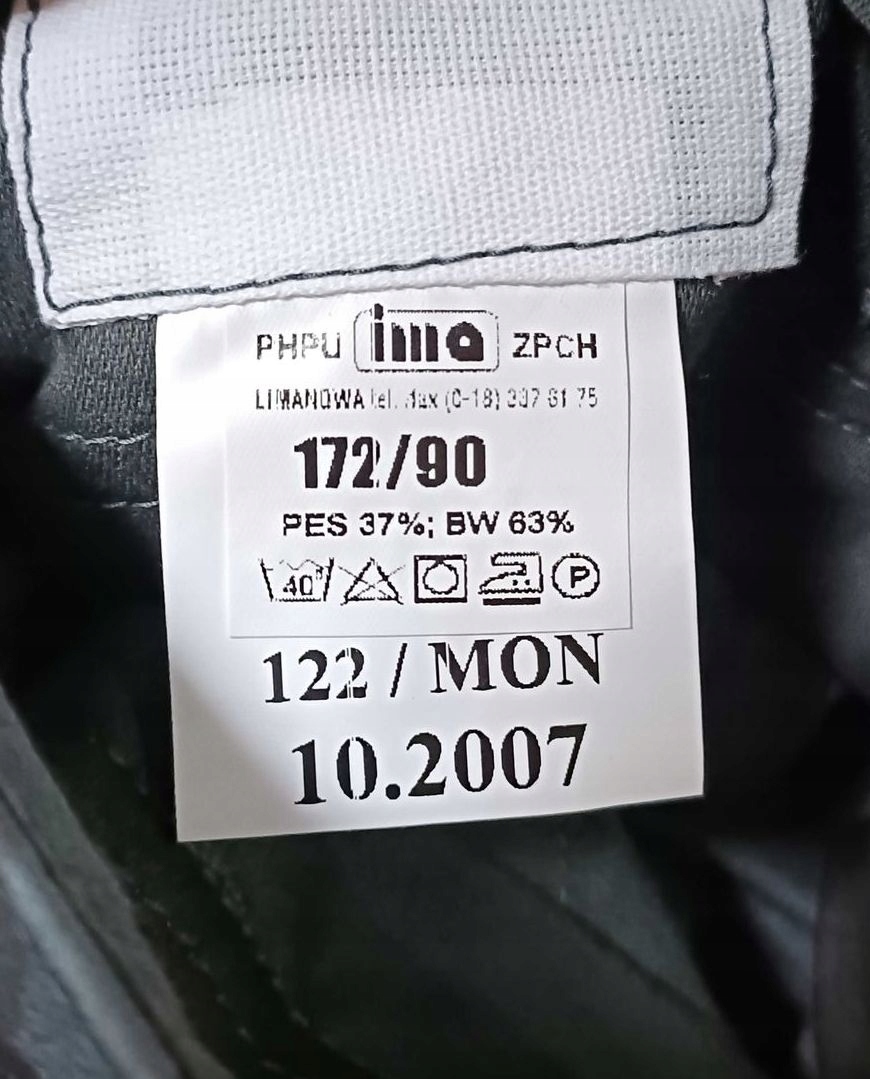 PHPU ima ZPCH
LIMANOWA tel. /fax (0-18) 337 61 75
172/90
PES 37%; BW 63%
40° P
122 / MON
10.2007